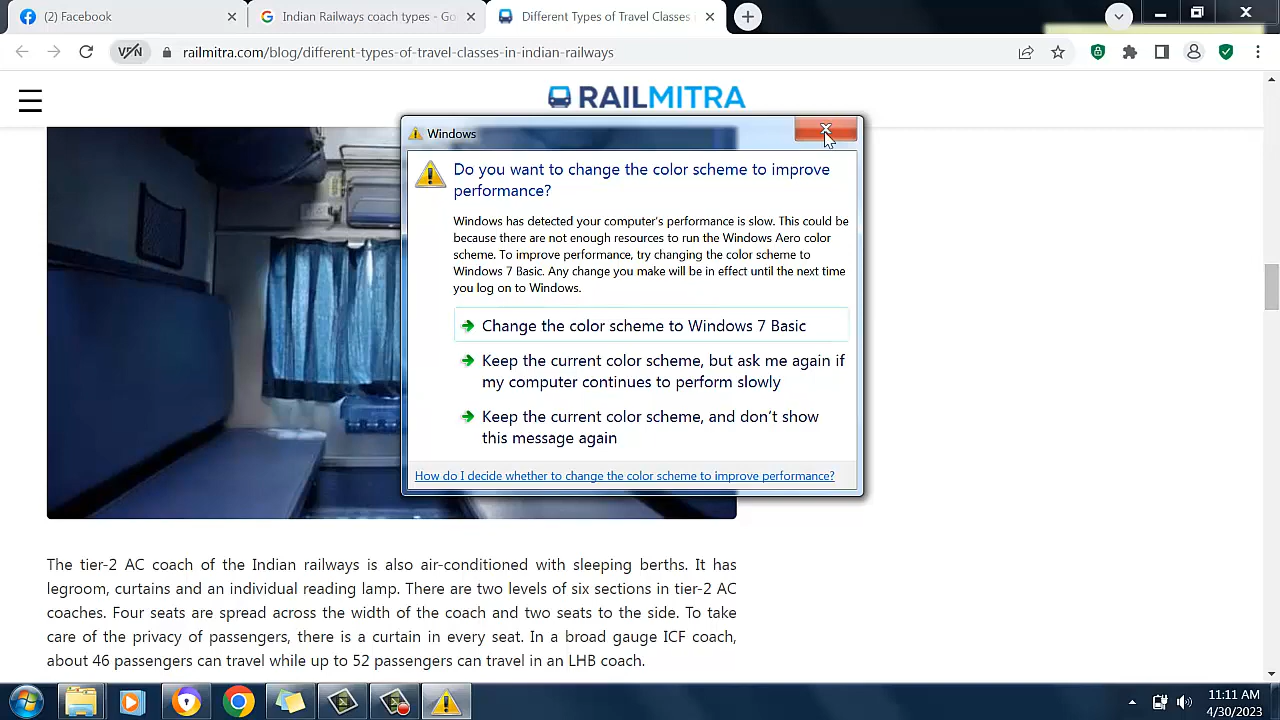 (2) Facebook
Indian Railways coach types - Go
Different Types of Travel Classes
VPN
railmitra.com/blog/different-types-of-travel-classes-in-indian-railways
RAILMITRA
Windows
Do you want to change the color scheme to improve
performance?
Windows has detected your computer's performance is slow. This could be
because there are not enough resources to run the Windows Aero color
scheme. To improve performance, try changing the color scheme to
Windows 7 Basic. Any change you make will be in effect until the next time
you log on to Windows.
Change the color scheme to Windows 7 Basic
Keep the current color scheme, but ask me again if
my computer continues to perform slowly
Keep the current color scheme, and don't show
this message again
How do I decide whether to change the color scheme to improve performance?
The tier-2 AC coach of the Indian railways is also air-conditioned with sleeping berths. It has
legroom, curtains and an individual reading lamp. There are two levels of six sections in tier-2 AC
coaches. Four seats are spread across the width of the coach and two seats to the side. To take
care of the privacy of passengers, there is a curtain in every seat. In a broad gauge ICF coach,
about 46 passengers can travel while up to 52 passengers can travel in an LHB coach.
11:11 AM
4/30/2023